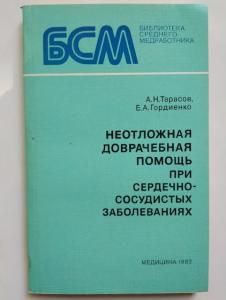 БСМ
БИБЛИОТЕКА
СРЕДНЕГО
МЕДРАБОТНИКА
А.Н.Тарасов,
Е.А.Гордиенко
НЕОТЛОЖНАЯ
ДОВРАЧЕБНАЯ
ПОМОЩЬ
ПРИ
СЕРДЕЧНО-
СОСУДИСТЫХ
ЗАБОЛЕВАНИЯХ
МЕДИЦИНА·1982